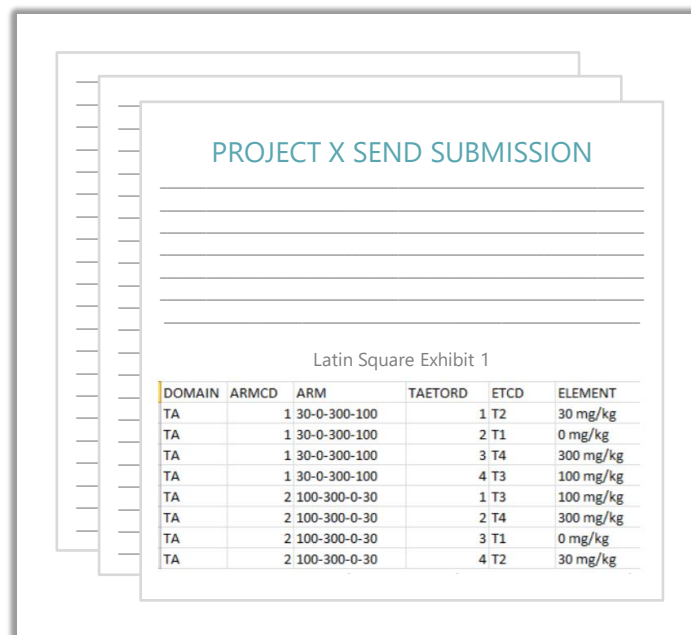 PROJECT X SEND SUBMISSION
Latin Square Exhibit 1
DOMAIN ARMCD ARM TAETORD ETCD ELEMENT
TA 1 30-0-300-100 1 T2 30 mg/kg
TA 1 30-0-300-100 2 T1 0 mg/kg
TA 1 30-0-300-100 3 T4 300 mg/kg
TA 1 30-0-300-100 4 T3 100 mg/kg
TA 2 100-300-0-30 1 T3 100 mg/kg
TA 2 100-300-0-30 2 T4 300 mg/kg
TA 2 100-300-0-30 3 T1 0 mg/kg
TA 2 100-300-0-30 4 T2 30 mg/kg